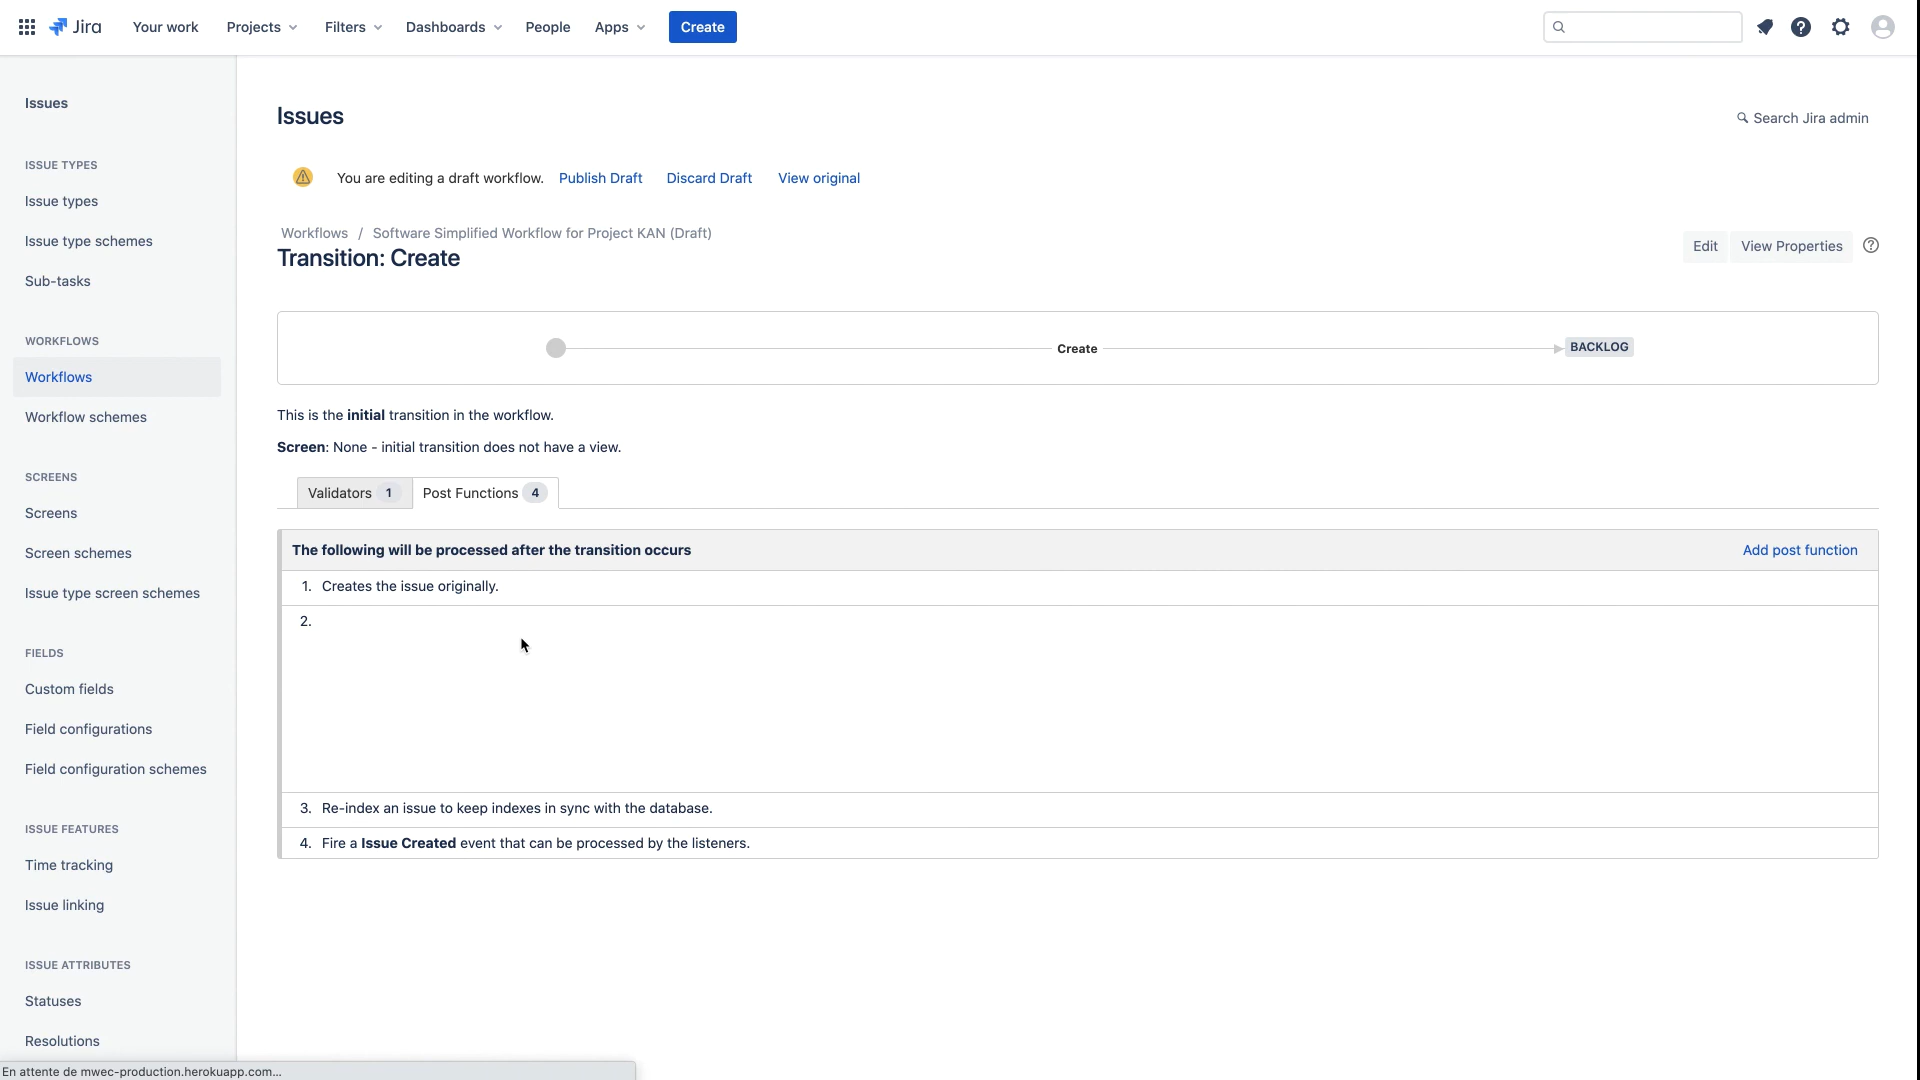 Jira
Your work
Projects
Filters
Dashboards
People
Apps
Create
Issues
ISSUE TYPES
Issue types
Issue type schemes
Sub-tasks
WORKFLOWS
Workflows
Workflow schemes
SCREENS
Screens
Screen schemes
Issue type screen schemes
FIELDS
Custom fields
Field configurations
Field configuration schemes
ISSUE FEATURES
Time tracking
Issue linking
ISSUE ATTRIBUTES
Statuses
Resolutions
Issues
Search Jira admin
You are editing a draft workflow. Publish Draft Discard Draft View original
Workflows / Software Simplified Workflow for Project KAN (Draft)
Transition: Create
Edit
View Properties
Create
BACKLOG
This is the initial transition in the workflow.
Screen: None - initial transition does not have a view.
Validators 1
Post Functions 4
The following will be processed after the transition occurs
Add post function
1. Creates the issue originally.
2.
3. Re-index an issue to keep indexes in sync with the database.
4. Fire a Issue Created event that can be processed by the listeners.
En attente de mwec-production.herokuapp.com...